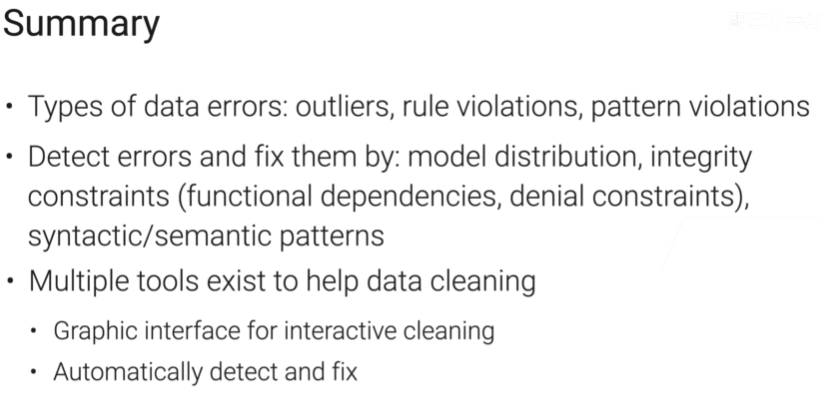 Summary
• Types of data errors: outliers, rule violations, pattern violations
• Detect errors and fix them by: model distribution, integrity
constraints (functional dependencies, denial constraints),
syntactic/semantic patterns
• Multiple tools exist to help data cleaning
• Graphic interface for interactive cleaning
• Automatically detect and fix